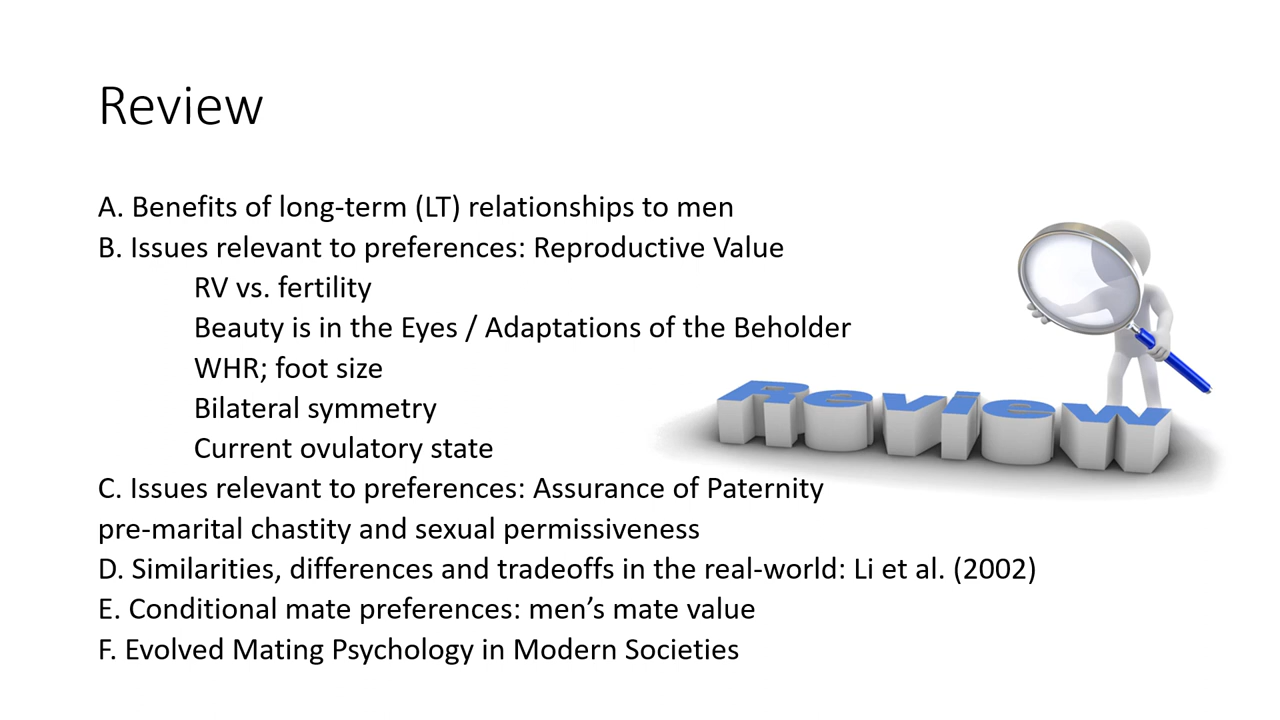 Review
A. Benefits of long-term (LT) relationships to men
B. Issues relevant to preferences: Reproductive Value
RV vs. fertility
Beauty is in the Eyes / Adaptations of the Beholder
WHR; foot size
Bilateral symmetry
Current ovulatory state
Review
C. Issues relevant to preferences: Assurance of Paternity
pre-marital chastity and sexual permissiveness
D. Similarities, differences and tradeoffs in the real-world: Li et al. (2002)
E. Conditional mate preferences: men’s mate value
F. Evolved Mating Psychology in Modern Societies